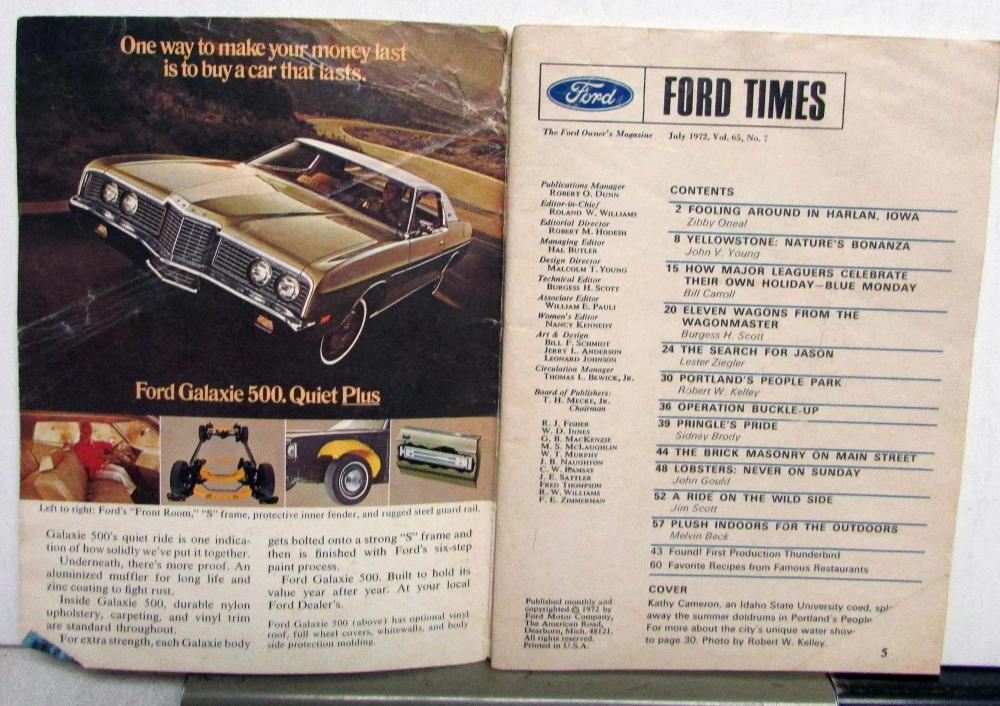 One way to make your money last
is to buy a car that lasts.
Ford Galaxie 500. Quiet Plus
Left to right: Ford's "Front Room," "S" frame, protective inner fender, and rugged steel guard rail.
Galaxie 500's quiet ride is one indica-
tion of how solidly we've put it together.
Underneath, there's more proof. An
aluminized muffler for long life and
zinc coating to fight rust.
Inside Galaxie 500, durable nylon
upholstery, carpeting, and vinyl trim
are standard throughout.
For extra strength, each Galaxie body
gets bolted onto a strong "S" frame and
then is finished with Ford's six-step
paint process.
Ford Galaxie 500. Built to hold its
value year after year. At your local
Ford Dealer's.
Ford Galaxie 500 (above) has optional vinyl
roof, full wheel covers, whitewalls, and body
side protection molding.
Ford
FORD TIMES
The Ford Owner's Magazine July 1972, Vol. 65, No. 7
Publications Manager
ROBERT O. DUNN
Editor-in-Chief
ROLAND W. WILLIAMS
Editorial Director
ROBERT M. HODESH
Managing Editor
HAL BUTLER
Design Director
MALCOLM T. YOUNG
Technical Editor
BURGESS H. SCOTT
Associate Editor
WILLIAM E. PAULI
Women's Editor
NANCY KENNEDY
Art & Design
BILL F. SCHMIDT
JERRY L. ANDERSON
LEONARD JOHNSON
Circulation Manager
THOMAS L. BEWICK, JR.
Board of Publishers:
T. H. MECKE, JR.
Chairman
R. J. FISHER
W. D. INNES
G. B. MACKENZIE
M. S. MCLAUGHLIN
W. T. MURPHY
J. B. NAUGHTON
C. W. RAMSAY
J. E. SATTLER
FRED THOMPSON
R. W. WILLIAMS
F. E. ZIMMERMAN
Published monthly and
copyrighted © 1972 by
Ford Motor Company,
The American Road,
Dearborn, Mich. 48121.
All rights reserved.
Printed in U.S.A.
CONTENTS
2 FOOLING AROUND IN HARLAN, IOWA
Zibby Oneal
8 YELLOWSTONE: NATURE'S BONANZA
John V. Young
15 HOW MAJOR LEAGUERS CELEBRATE
THEIR OWN HOLIDAY—BLUE MONDAY
Bill Carroll
20 ELEVEN WAGONS FROM THE
WAGONMASTER
Burgess H. Scott
24 THE SEARCH FOR JASON
Lester Ziegler
30 PORTLAND'S PEOPLE PARK
Robert W. Kelley
36 OPERATION BUCKLE-UP
39 PRINGLE'S PRIDE
Sidney Brody
44 THE BRICK MASONRY ON MAIN STREET
48 LOBSTERS: NEVER ON SUNDAY
John Gould
52 A RIDE ON THE WILD SIDE
Jim Scott
57 PLUSH INDOORS FOR THE OUTDOORS
Melvin Beck
43 Found! First Production Thunderbird
60 Favorite Recipes from Famous Restaurants
COVER
Kathy Cameron, an Idaho State University coed,
away the summer doldrums in Portland's People
For more about the city's unique water show
to page 30. Photo by Robert W. Kelley.
5